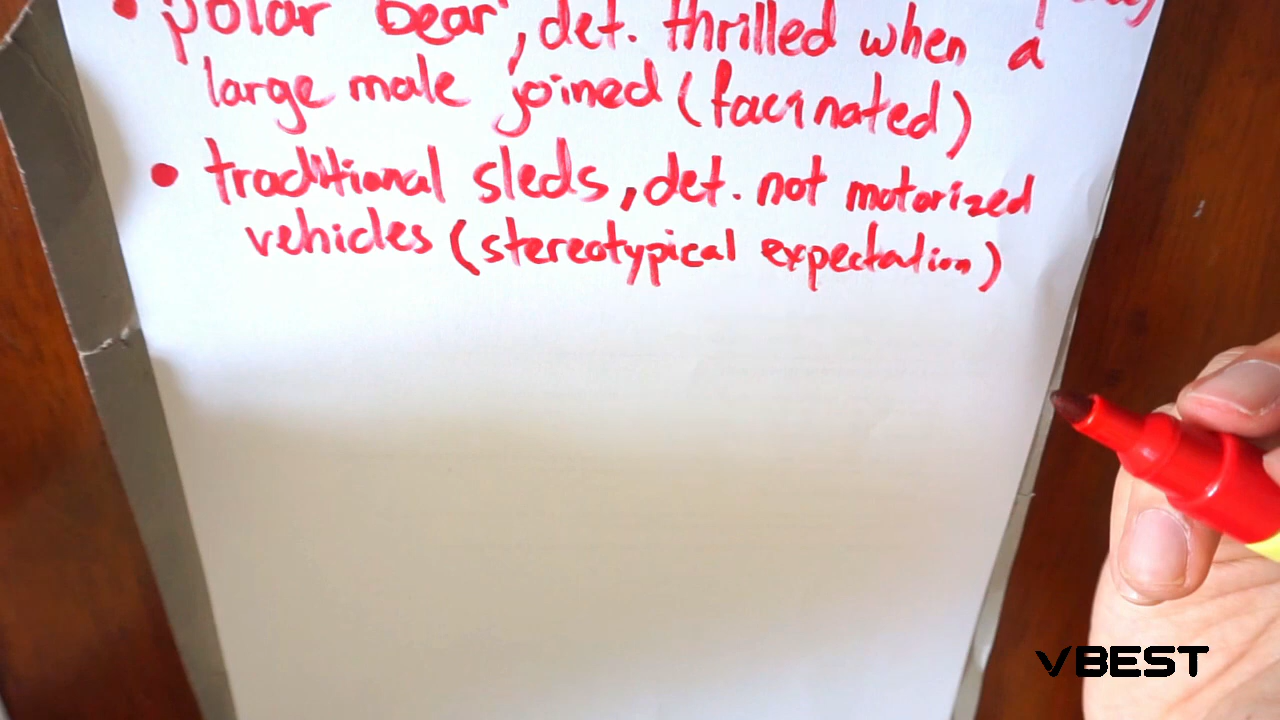 • polar bear, det. thrilled when a
large male joined (facinated)
• traditional sleds, det. not motorized
vehicles (stereotypical expectation)
VBEST